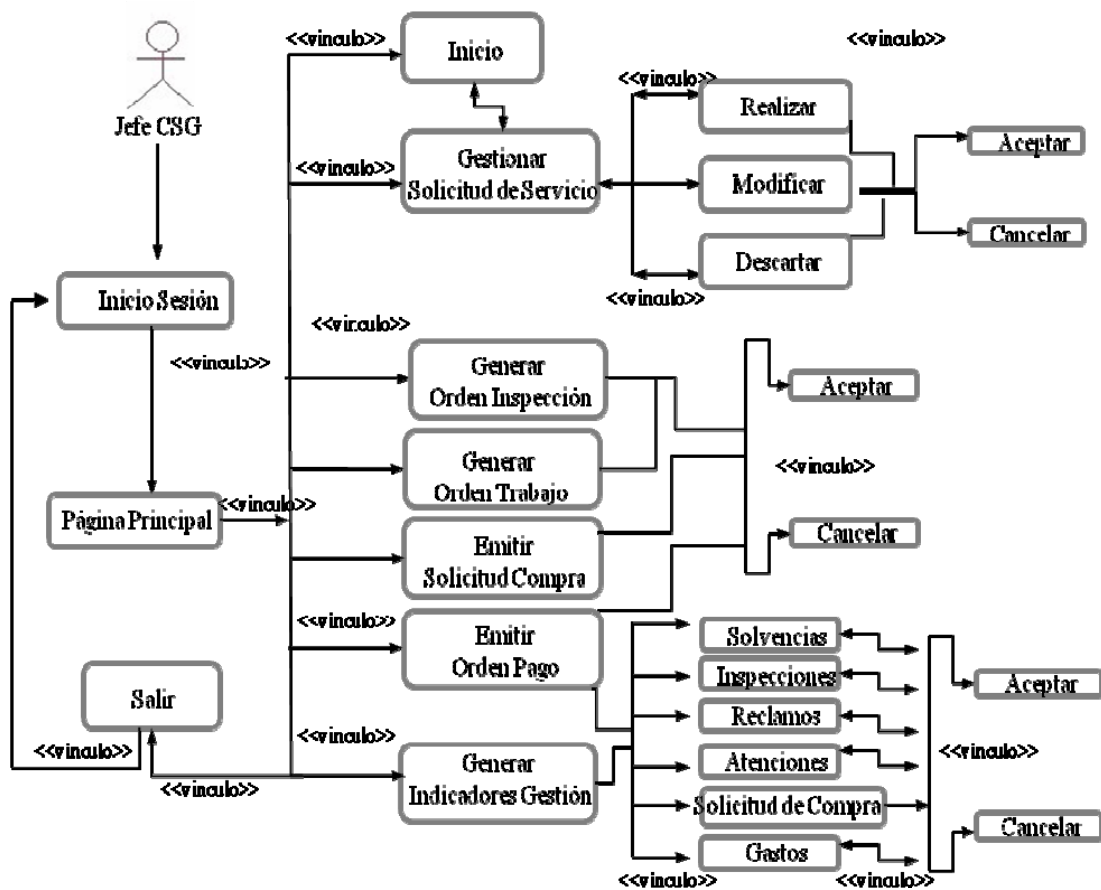 <<vinculo>>
Inicio
<<vinculo>>
<<vinculo>>
Realizar
Jefe CSG
<<vinculo>>
Gestionar
Solicitud de Servicio
Modificar
Aceptar
Cancelar
Descartar
<<vinculo>>
Inicio Sesión
<<vinculo>>
<<vinculo>>
Generar
Orden Inspección
Aceptar
Generar
Orden Trabajo
<<vinculo>>
<<vinculo>>
Página Principal
Emitir
Solicitud Compra
Cancelar
<<vinculo>>
Emitir
Orden Pago
Solvencias
Inspecciones
Aceptar
Salir
Reclamos
<<vinculo>>
<<vinculo>>
<<vinculo>>
Generar
Indicadores Gestión
Atenciones
<<vinculo>>
Solicitud de Compra
Cancelar
Gastos
<<vinculo>>
<<vinculo>>